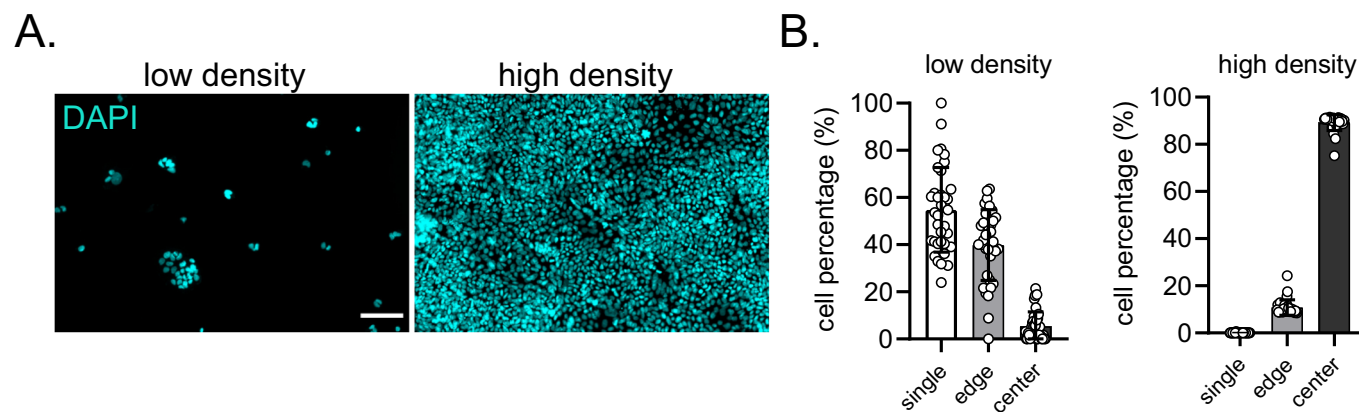 A.
low density
high density
DAPI
B.
low density
cell percentage (%)
100
80
60
40
20
0
single
edge
center
high density
cell percentage (%)
100
80
60
40
20
0
single
edge
center